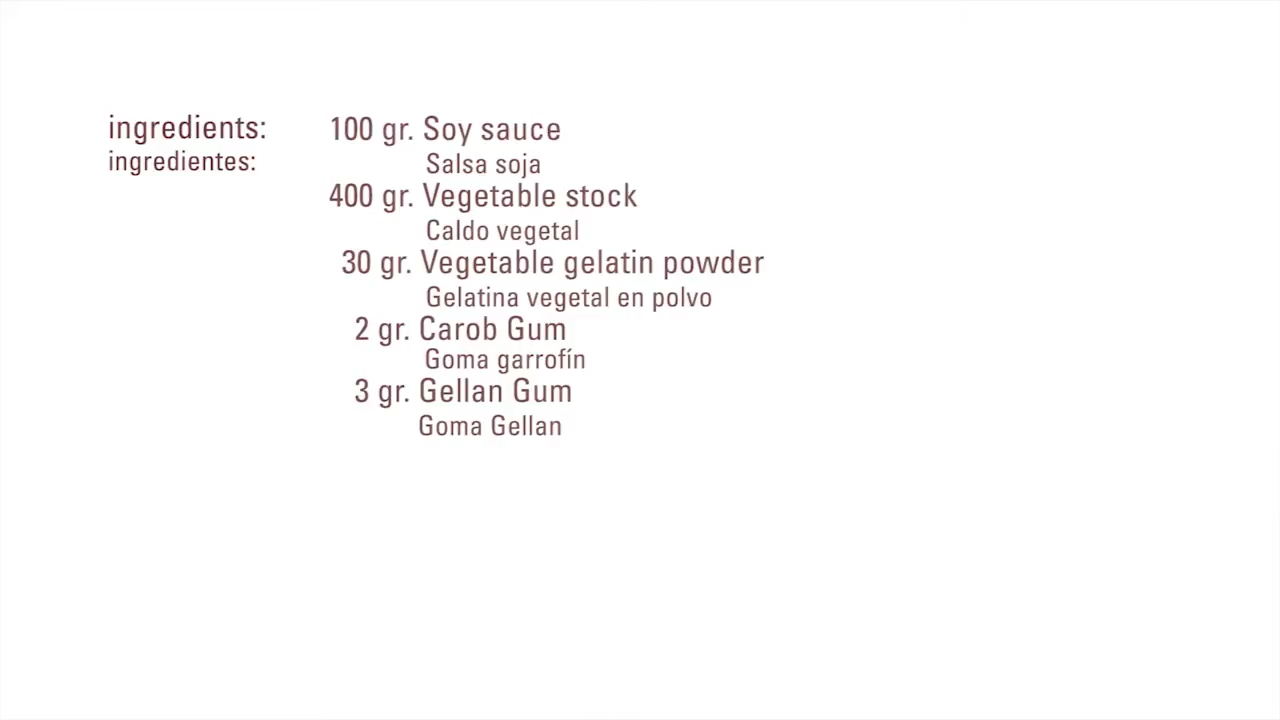 ingredients:
ingredientes:
100 gr. Soy sauce
Salsa soja
400 gr. Vegetable stock
Caldo vegetal
30 gr. Vegetable gelatin powder
Gelatina vegetal en polvo
2 gr. Carob Gum
Goma garrofín
3 gr. Gellan Gum
Goma Gellan